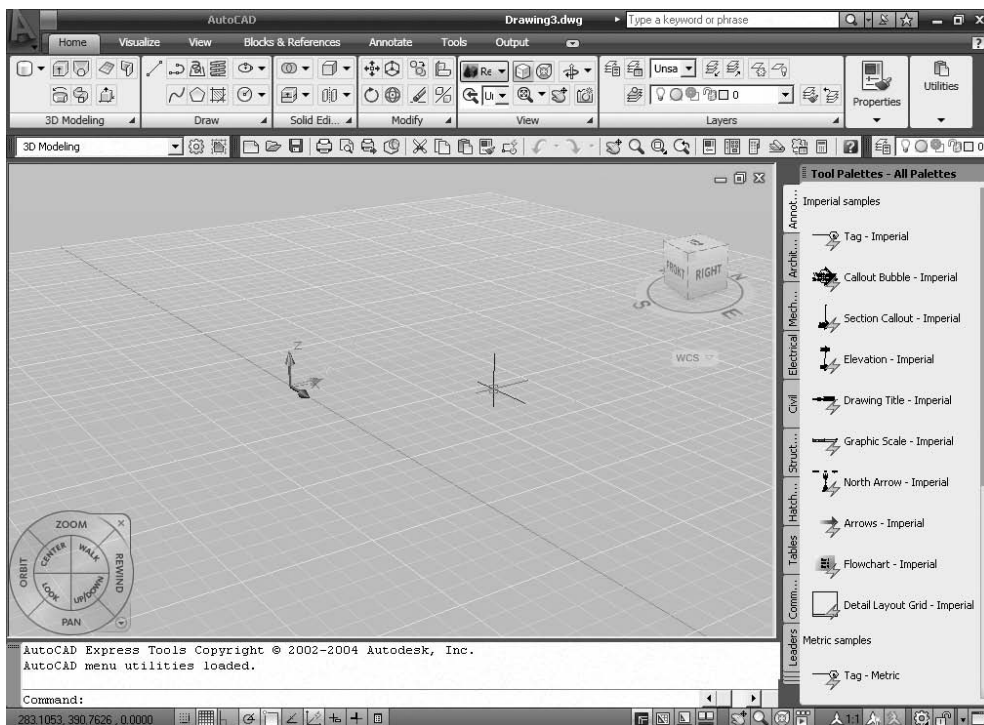 AutoCAD
Drawing3.dwg
Type a keyword or phrase
Home Visualize View Blocks & References Annotate Tools Output
Re
Unsa
0
3D Modeling
Draw
Solid Edi...
Modify
View
Layers
Properties
Utilities
3D Modeling
0
Tool Palettes - All Palettes
Annot...
Archit...
Mech...
Electrical
Civil
Struct...
Hatch...
Tables
Comm...
Leaders
Imperial samples
Tag - Imperial
Callout Bubble - Imperial
Section Callout - Imperial
Elevation - Imperial
Drawing Title - Imperial
Graphic Scale - Imperial
North Arrow - Imperial
Arrows - Imperial
Flowchart - Imperial
Detail Layout Grid - Imperial
Metric samples
Tag - Metric
FRONT
RIGHT
N
S
E
WCS
Z
ZOOM
CENTER
WALK
ORBIT
REWIND
LOOK
UP/DOWN
PAN
AutoCAD Express Tools Copyright © 2002-2004 Autodesk, Inc.
AutoCAD menu utilities loaded.
Command:
283.1053, 390.7626, 0.0000
1:1